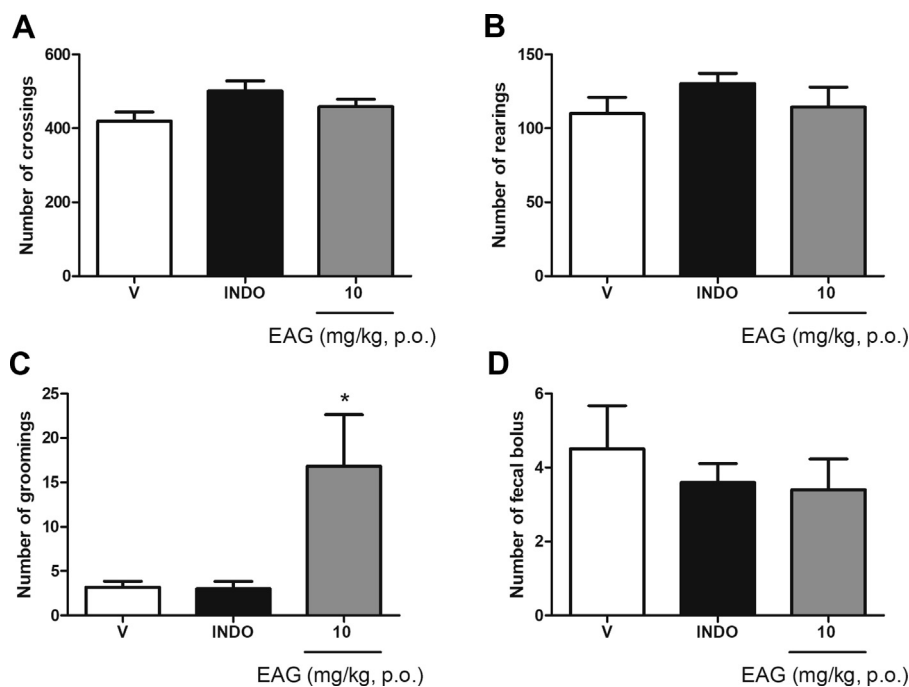 A
Number of crossings
600
400
200
0
V INDO 10
EAG (mg/kg, p.o.)
B
Number of rearings
150
100
50
0
V INDO 10
EAG (mg/kg, p.o.)
C
Number of groomings
25
20
15
10
5
0
*
V INDO 10
EAG (mg/kg, p.o.)
D
Number of fecal bolus
6
4
2
0
V INDO 10
EAG (mg/kg, p.o.)